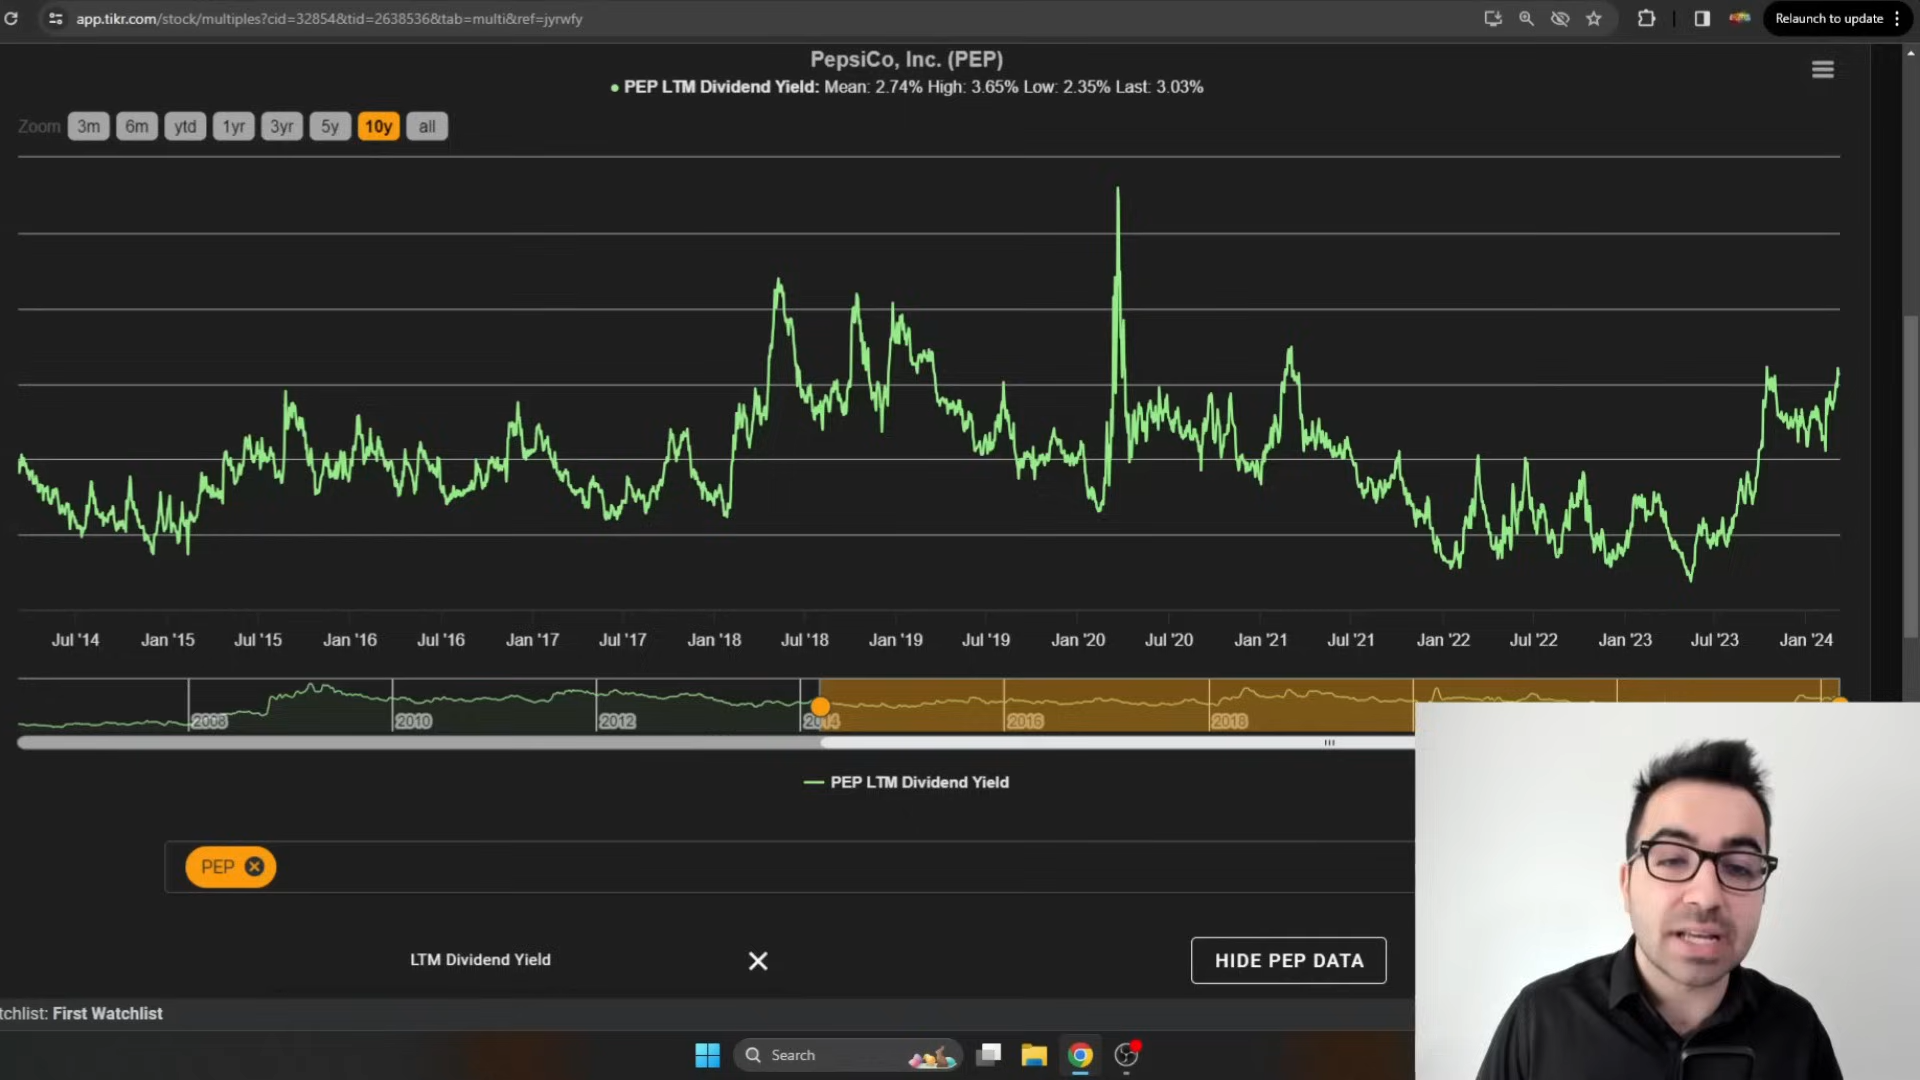 app.tikr.com/stock/multiples?cid=32854&tid=2638536&tab=multi&ref=jyrwfy
Relaunch to update
PepsiCo, Inc. (PEP)
PEP LTM Dividend Yield: Mean: 2.74% High: 3.65% Low: 2.35% Last: 3.03%
Zoom 3m 6m ytd 1yr 3yr 5y 10y all
Jul '14 Jan '15 Jul '15 Jan '16 Jul '16 Jan '17 Jul '17 Jan '18 Jul '18 Jan '19 Jul '19 Jan '20 Jul '20 Jan '21 Jul '21 Jan '22 Jul '22 Jan '23 Jul '23 Jan '24
2008 2010 2012 2014 2016 2018
PEP LTM Dividend Yield
PEP
LTM Dividend Yield
HIDE PEP DATA
tchlist: First Watchlist
Search